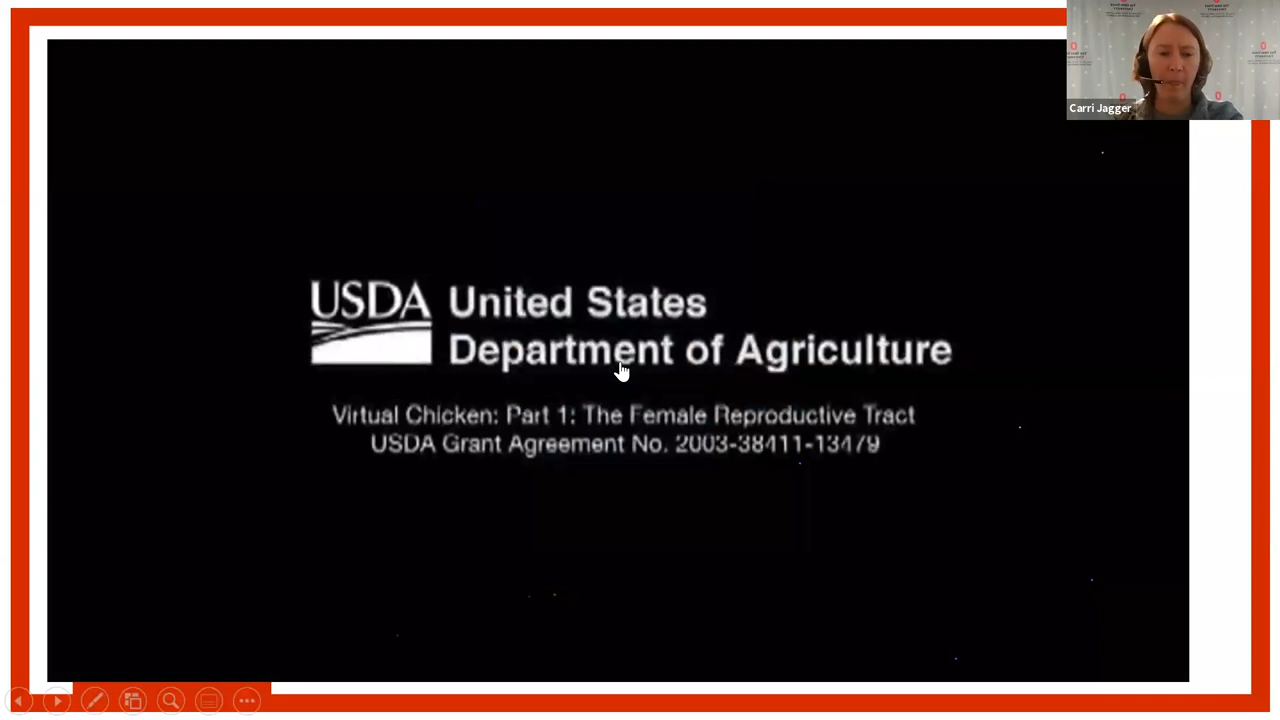 Carri Jagger
USDA
United States
Department of Agriculture
Virtual Chicken: Part 1: The Female Reproductive Tract
USDA Grant Agreement No. 2003-38411-13479